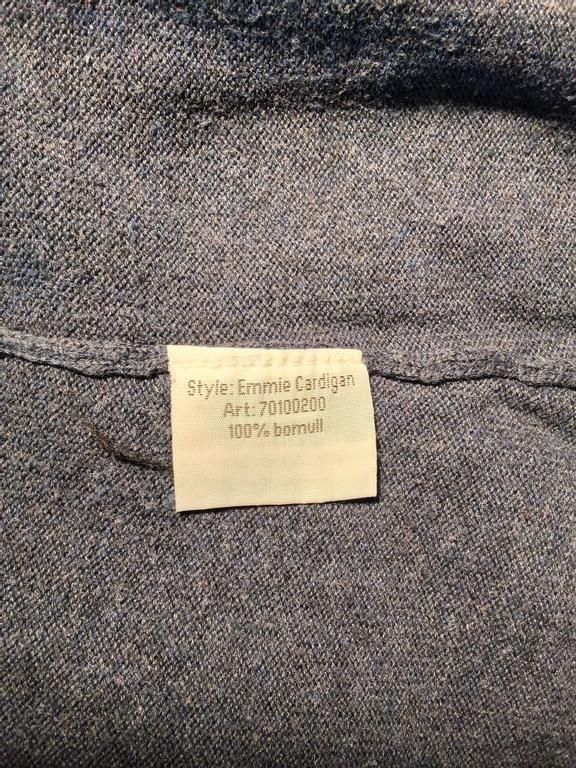 Style: Emmie Cardigan
Art: 70100200
100% bomull